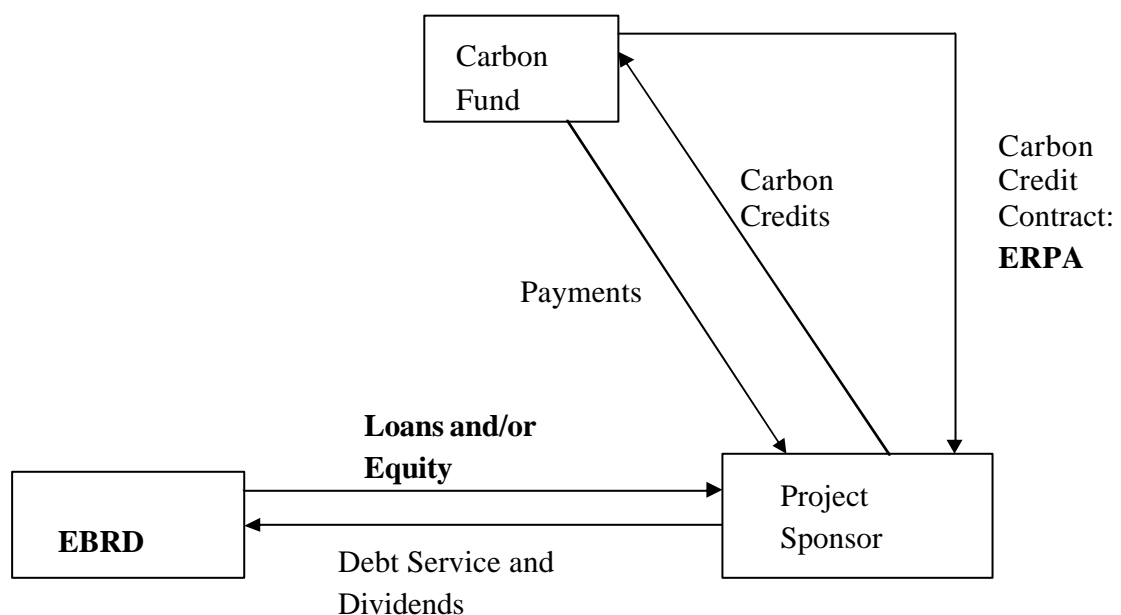 Carbon
Fund
Carbon
Credits
Carbon
Credit
Contract:
ERPA
Payments
Loans and/or
Equity
EBRD
Project
Sponsor
Debt Service and
Dividends